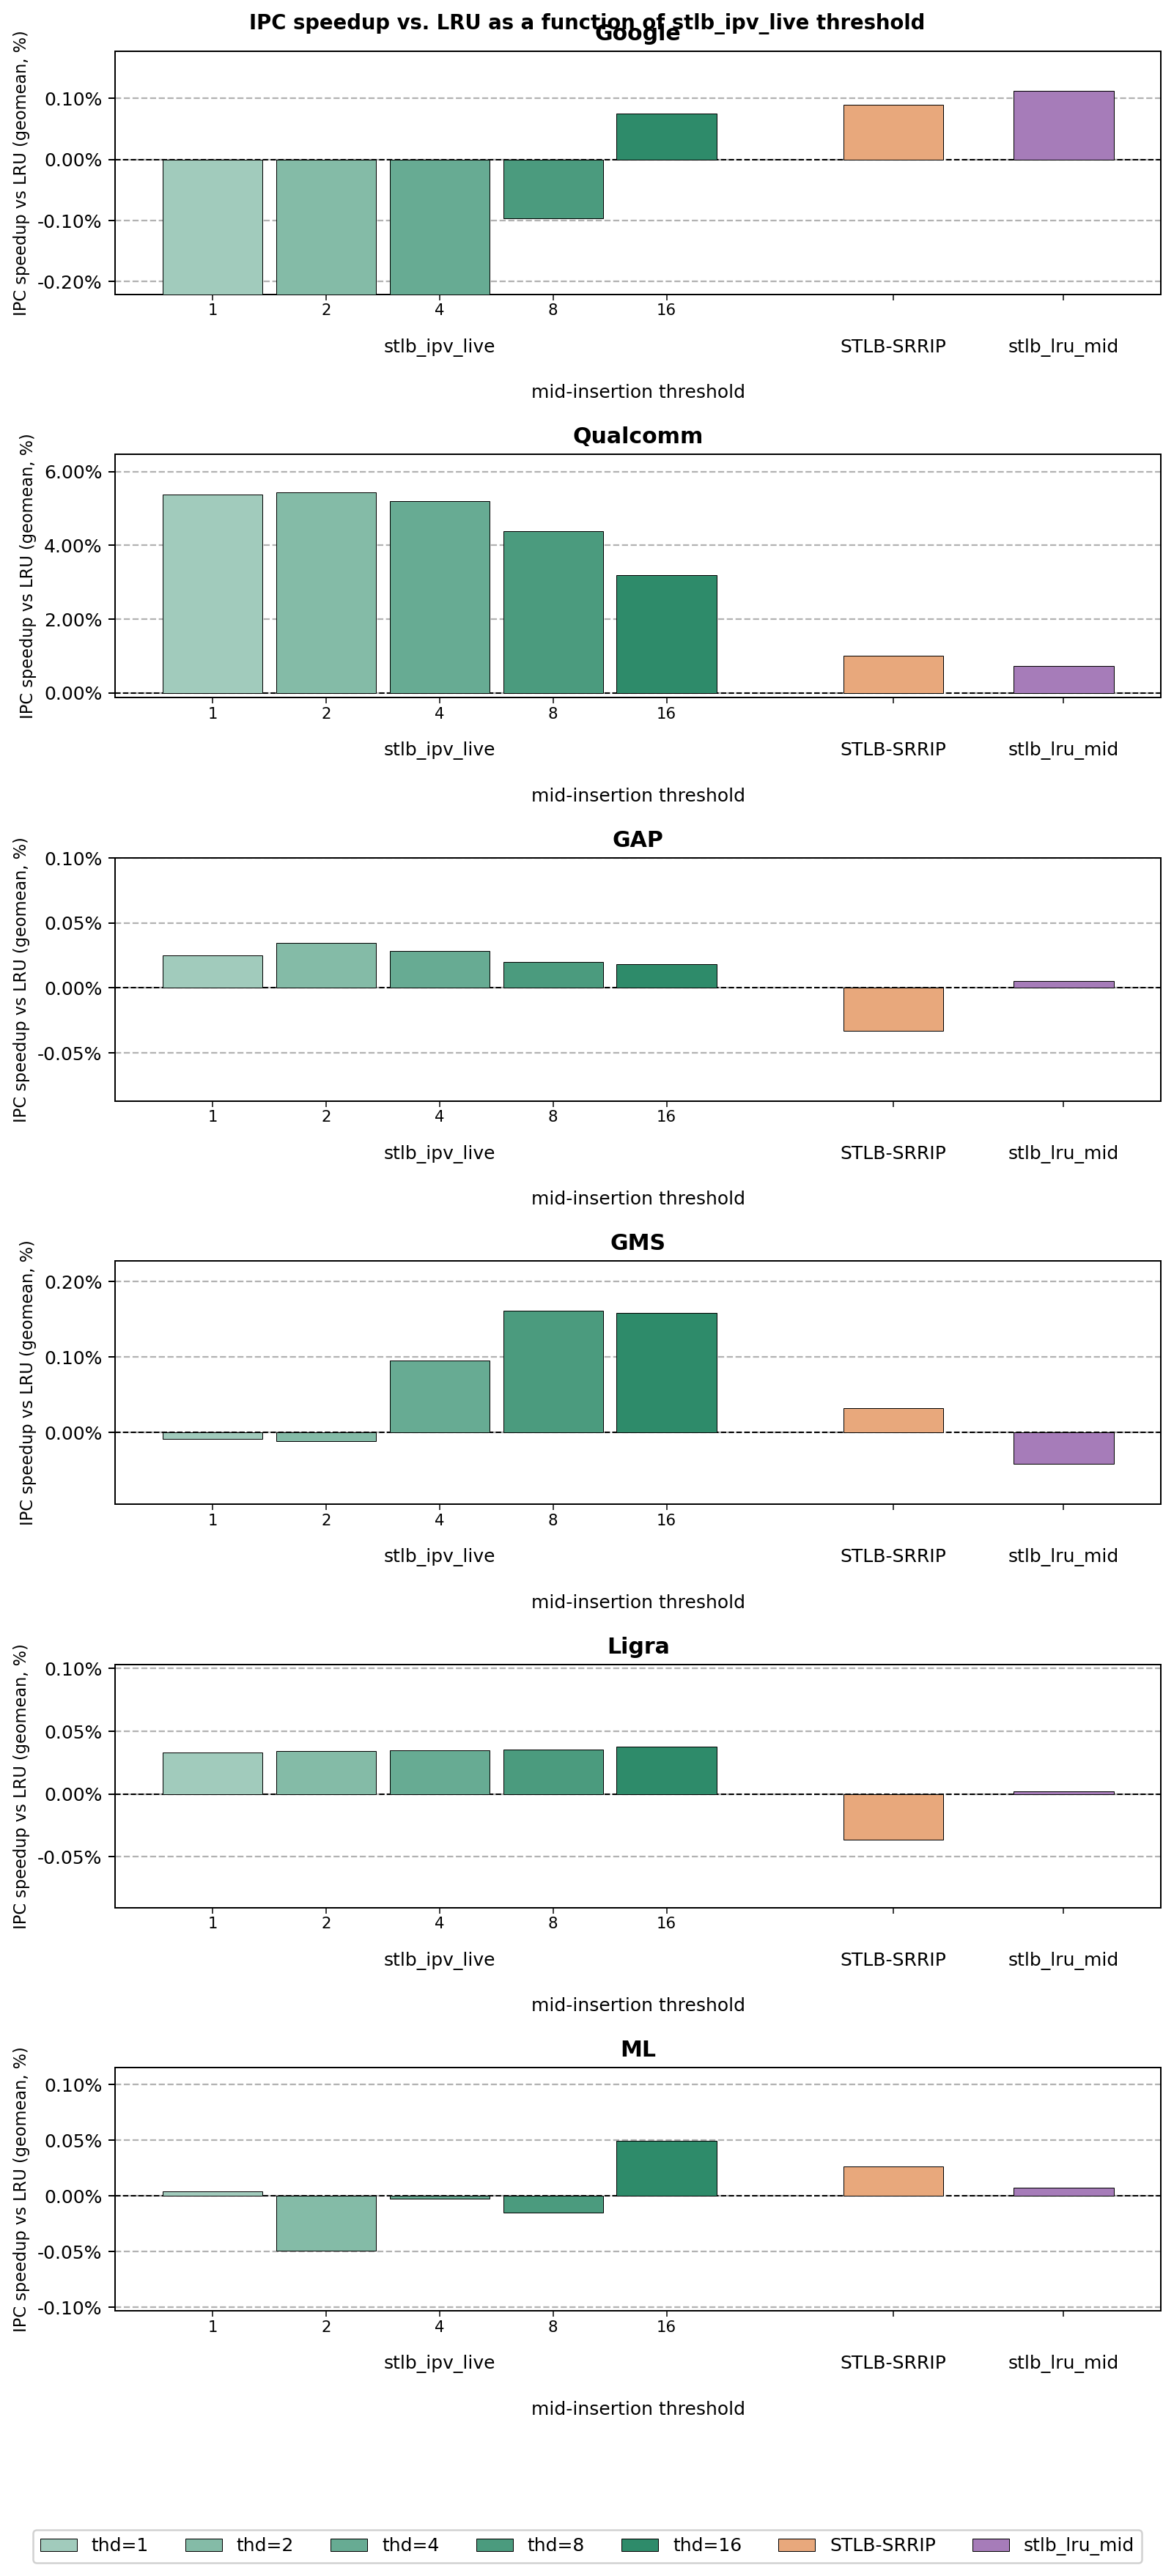 IPC speedup vs. LRU as a function of stlb_ipv_live threshold
Google
IPC speedup vs LRU (geomean, %)
0.10%
0.00%
-0.10%
-0.20%
1 2 4 8 16
stlb_ipv_live STLB-SRRIP stlb_lru_mid
mid-insertion threshold
Qualcomm
IPC speedup vs LRU (geomean, %)
6.00%
4.00%
2.00%
0.00%
1 2 4 8 16
stlb_ipv_live STLB-SRRIP stlb_lru_mid
mid-insertion threshold
GAP
IPC speedup vs LRU (geomean, %)
0.10%
0.05%
0.00%
-0.05%
1 2 4 8 16
stlb_ipv_live STLB-SRRIP stlb_lru_mid
mid-insertion threshold
GMS
IPC speedup vs LRU (geomean, %)
0.20%
0.10%
0.00%
1 2 4 8 16
stlb_ipv_live STLB-SRRIP stlb_lru_mid
mid-insertion threshold
Ligra
IPC speedup vs LRU (geomean, %)
0.10%
0.05%
0.00%
-0.05%
1 2 4 8 16
stlb_ipv_live STLB-SRRIP stlb_lru_mid
mid-insertion threshold
ML
IPC speedup vs LRU (geomean, %)
0.10%
0.05%
0.00%
-0.05%
-0.10%
1 2 4 8 16
stlb_ipv_live STLB-SRRIP stlb_lru_mid
mid-insertion threshold
thd=1 thd=2 thd=4 thd=8 thd=16 STLB-SRRIP stlb_lru_mid